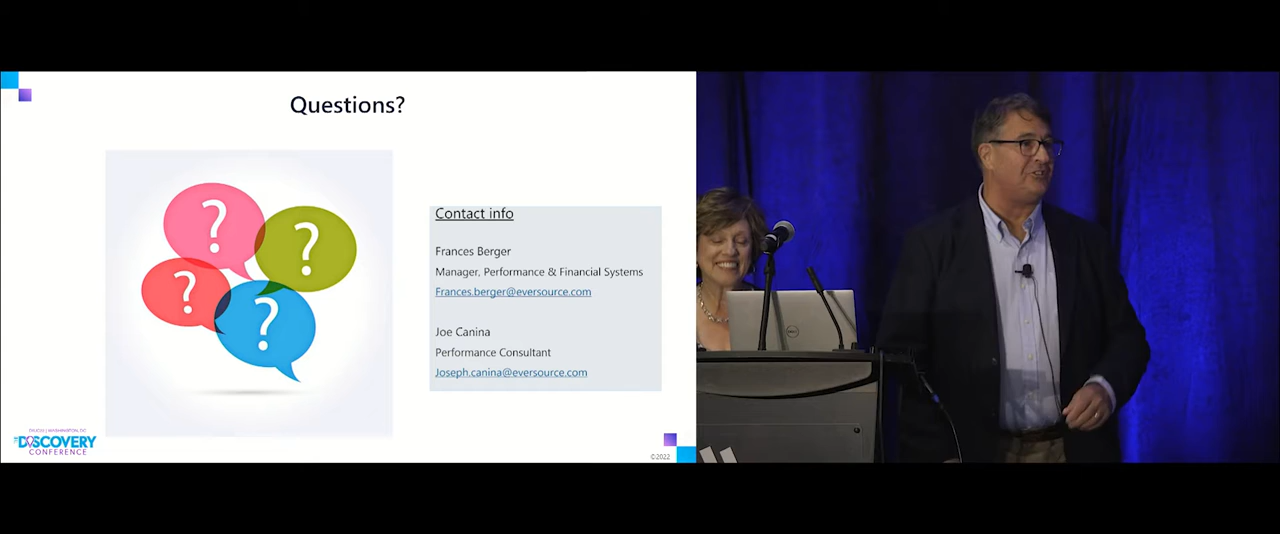 Questions?
?
?
?
?
Contact info
Frances Berger
Manager, Performance & Financial Systems
Frances.berger@eversource.com
Joe Canina
Performance Consultant
Joseph.canina@eversource.com
DISCOVERY
CONFERENCE
©2022
DELL